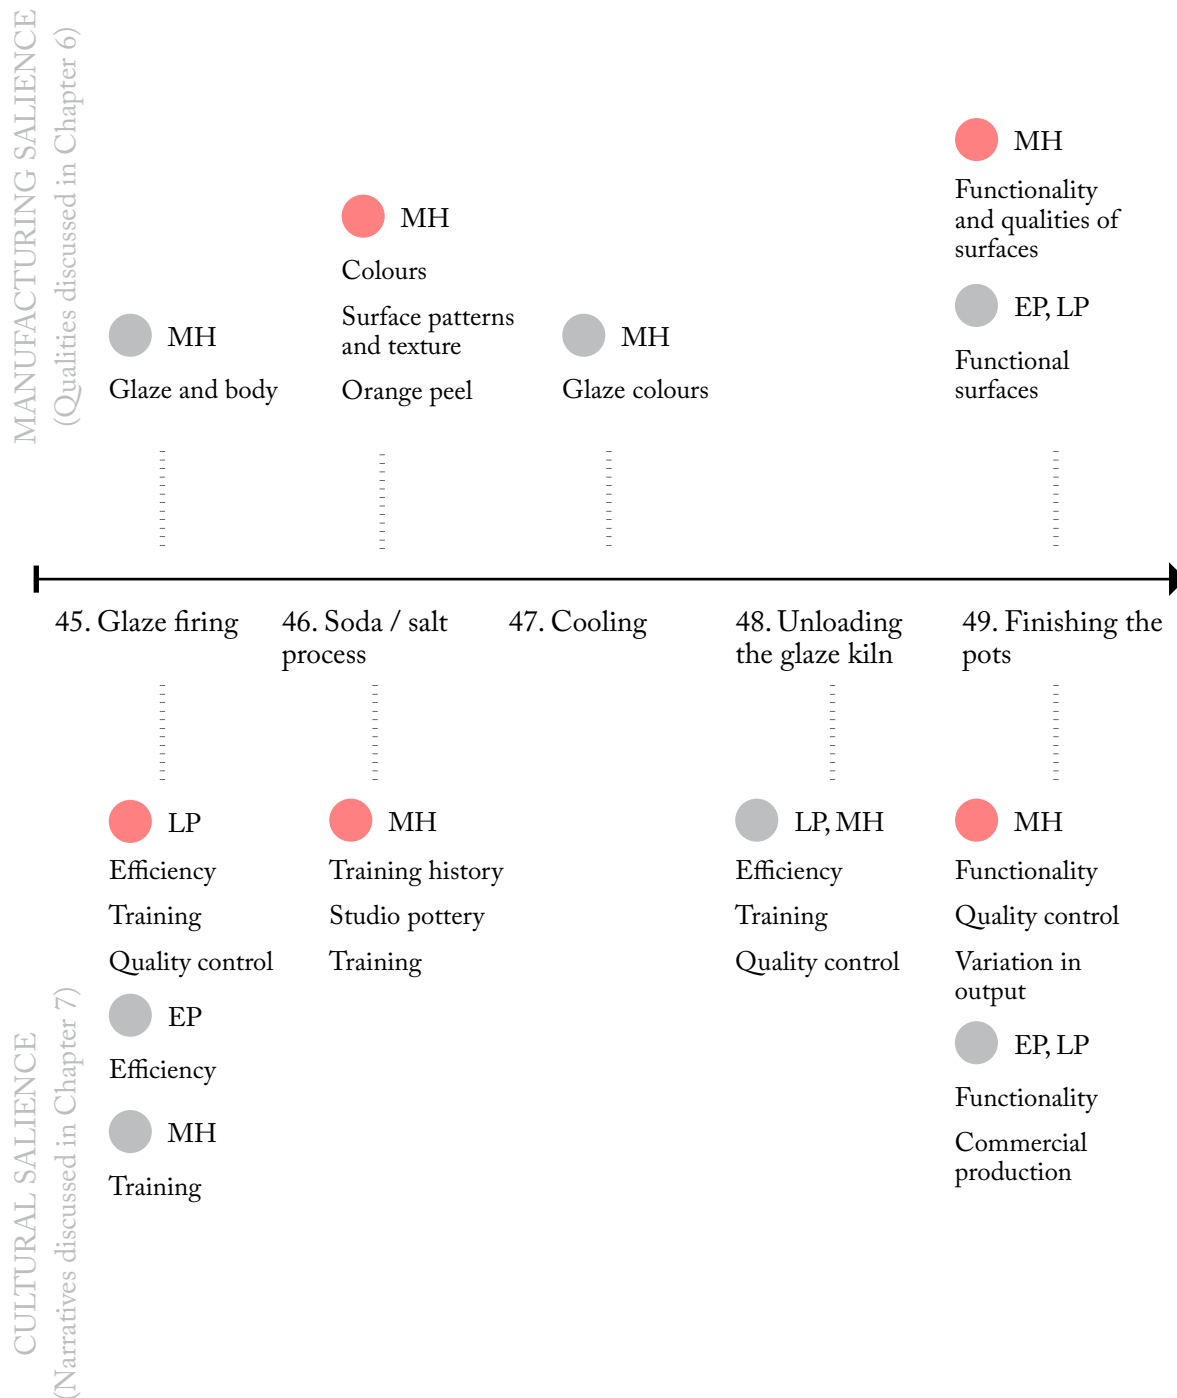 MANUFACTURING SALIENCE
(Qualities discussed in Chapter 6)
MH
Glaze and body
MH
Colours
Surface patterns
and texture
Orange peel
MH
Glaze colours
MH
Functionality
and qualities of
surfaces
EP, LP
Functional
surfaces
45. Glaze firing
46. Soda / salt
process
47. Cooling
48. Unloading
the glaze kiln
49. Finishing the
pots
CULTURAL SALIENCE
(Narratives discussed in Chapter 7)
LP
Efficiency
Training
Quality control
EP
Efficiency
MH
Training
MH
Training history
Studio pottery
Training
LP, MH
Efficiency
Training
Quality control
MH
Functionality
Quality control
Variation in
output
EP, LP
Functionality
Commercial
production